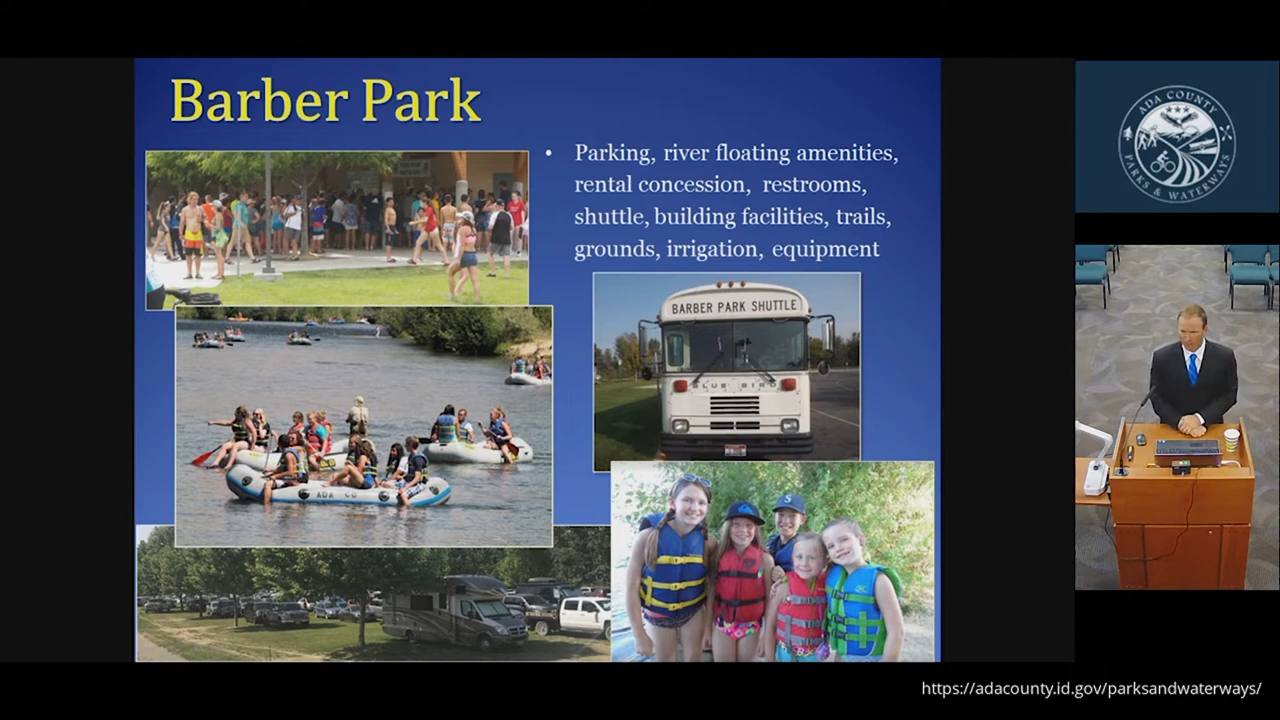 Barber Park
• Parking, river floating amenities,
rental concession, restrooms,
shuttle, building facilities, trails,
grounds, irrigation, equipment
BARBER PARK SHUTTLE
BLUE BIRD
ADA CO
S
ADA COUNTY
PARKS & WATERWAYS
https://adacounty.id.gov/parksandwaterways/